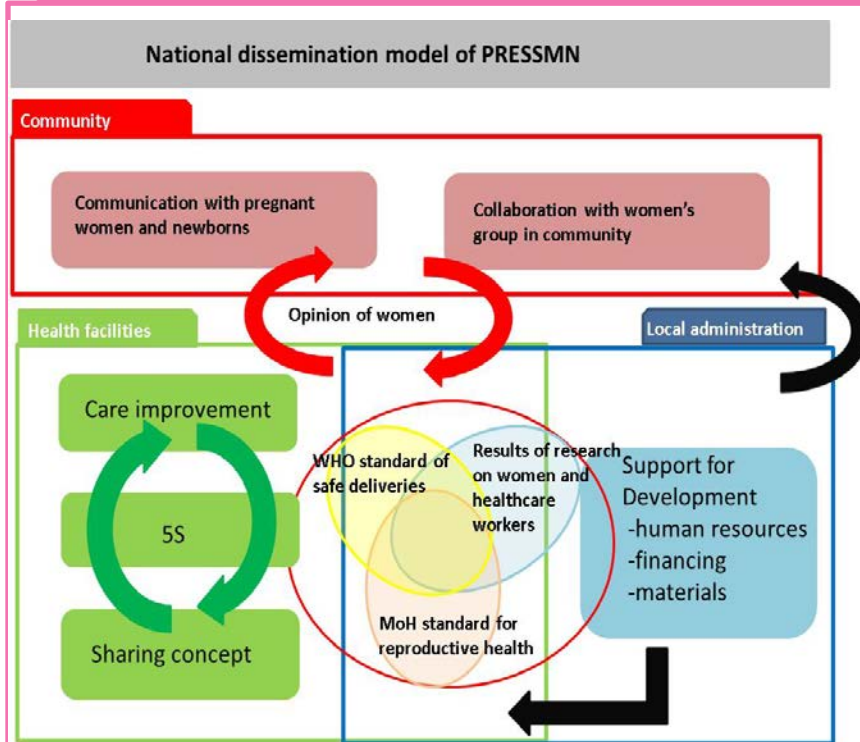 National dissemination model of PRESSMN
Community
Communication with pregnant
women and newborns
Collaboration with women's
group in community
Opinion of women
Health facilities
Local administration
Care improvement
5S
Sharing concept
WHO standard of
safe deliveries
Results of research
on women and
healthcare
workers
MoH standard for
reproductive health
Support for
Development
-human resources
-financing
-materials